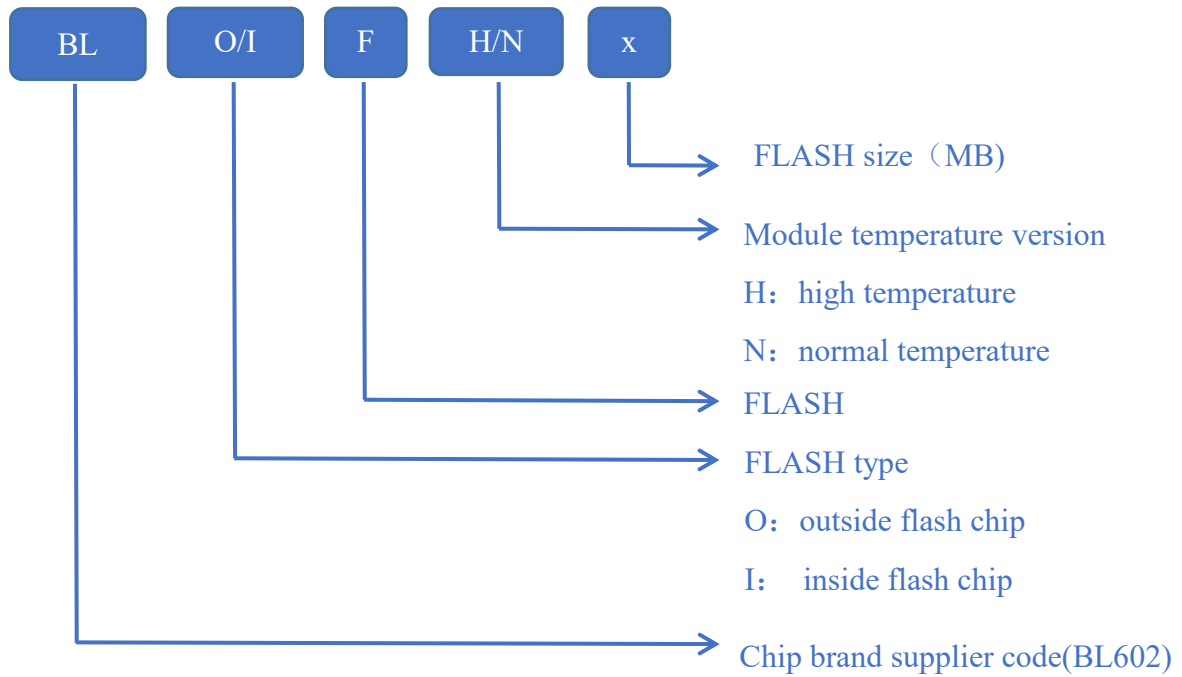 BL O/I F H/N x
FLASH size（MB)
Module temperature version
H：high temperature
N：normal temperature
FLASH
FLASH type
O：outside flash chip
I： inside flash chip
Chip brand supplier code(BL602)